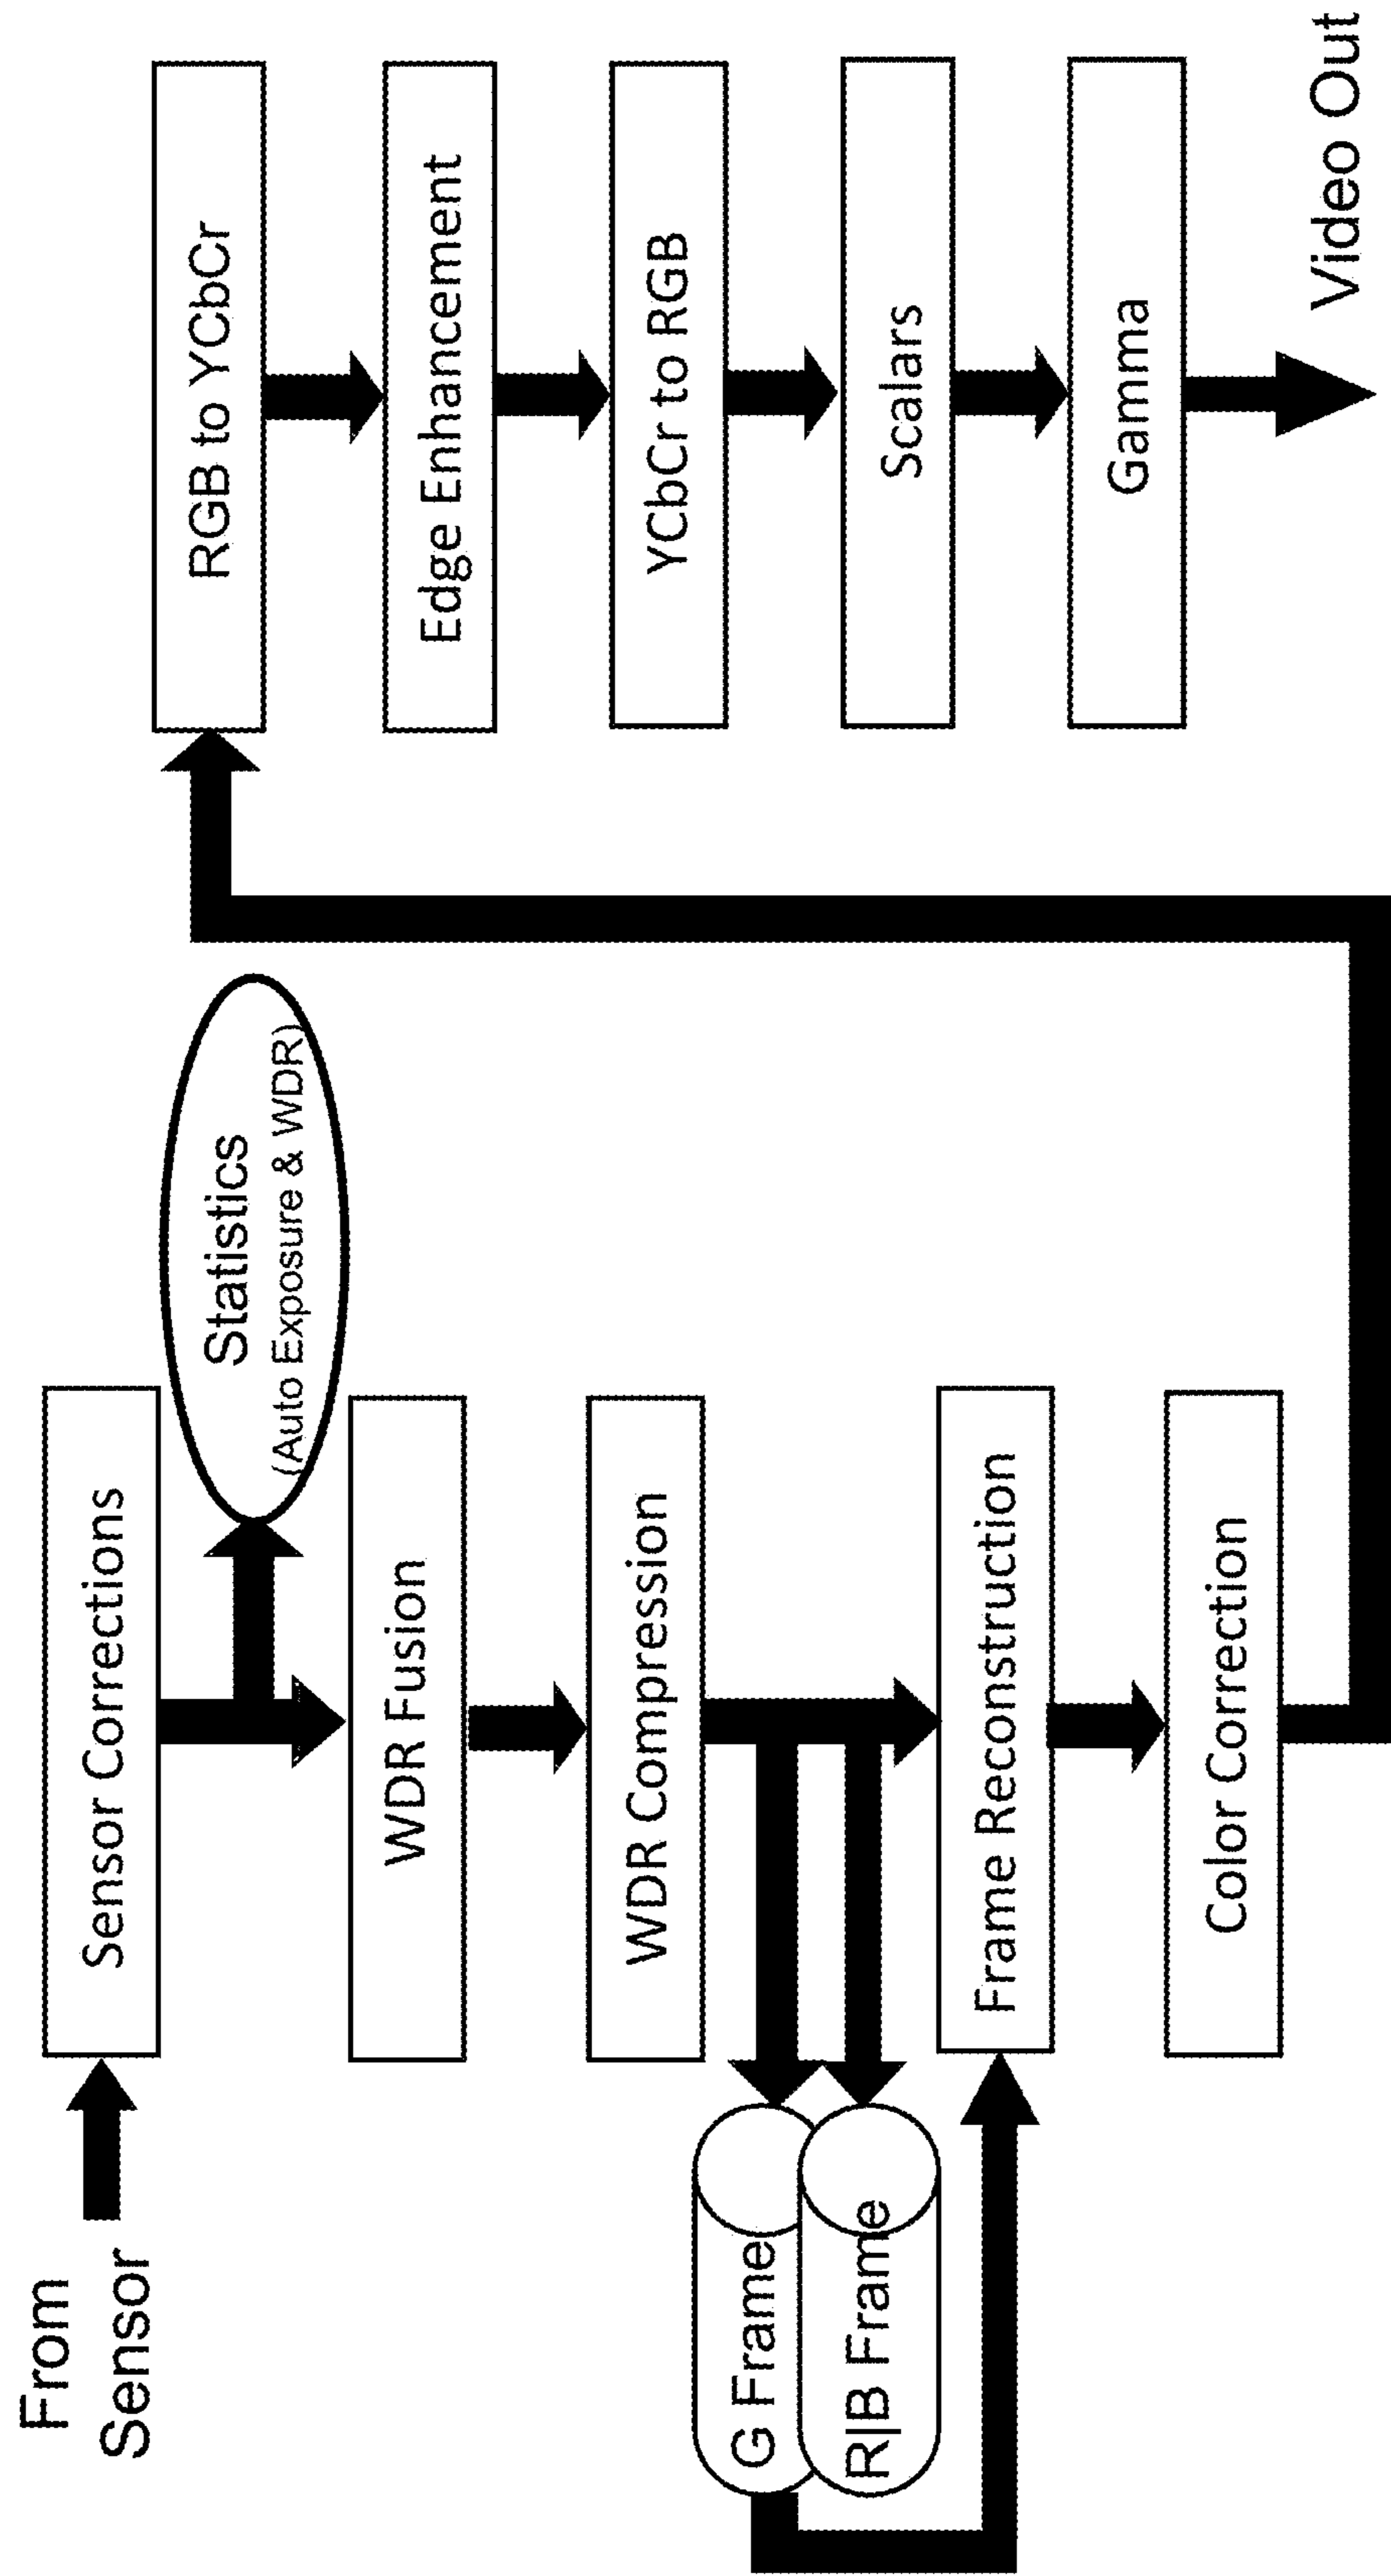 From
Sensor
Sensor Corrections
Statistics
(Auto Exposure & WDR)
WDR Fusion
WDR Compression
G Frame
R|B Frame
Frame Reconstruction
Color Correction
RGB to YCbCr
Edge Enhancement
YCbCr to RGB
Scalars
Gamma
Video Out